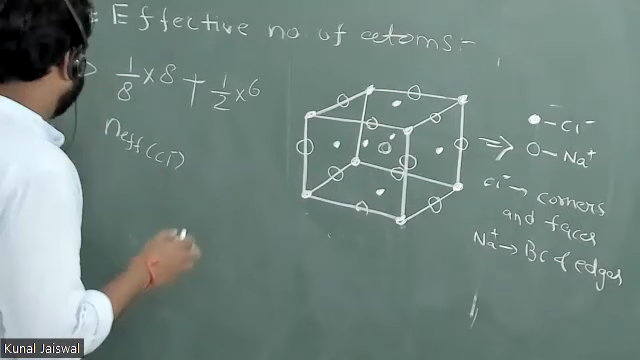 = Effective no of atoms:-
⇒ 1/8 × 8 + 1/2 × 6
neff(Cl⁻)
⇒ ● - Cl⁻
○ - Na⁺
Cl⁻ → corners
and faces
Na⁺ → BC & edges
Kunal Jaiswal